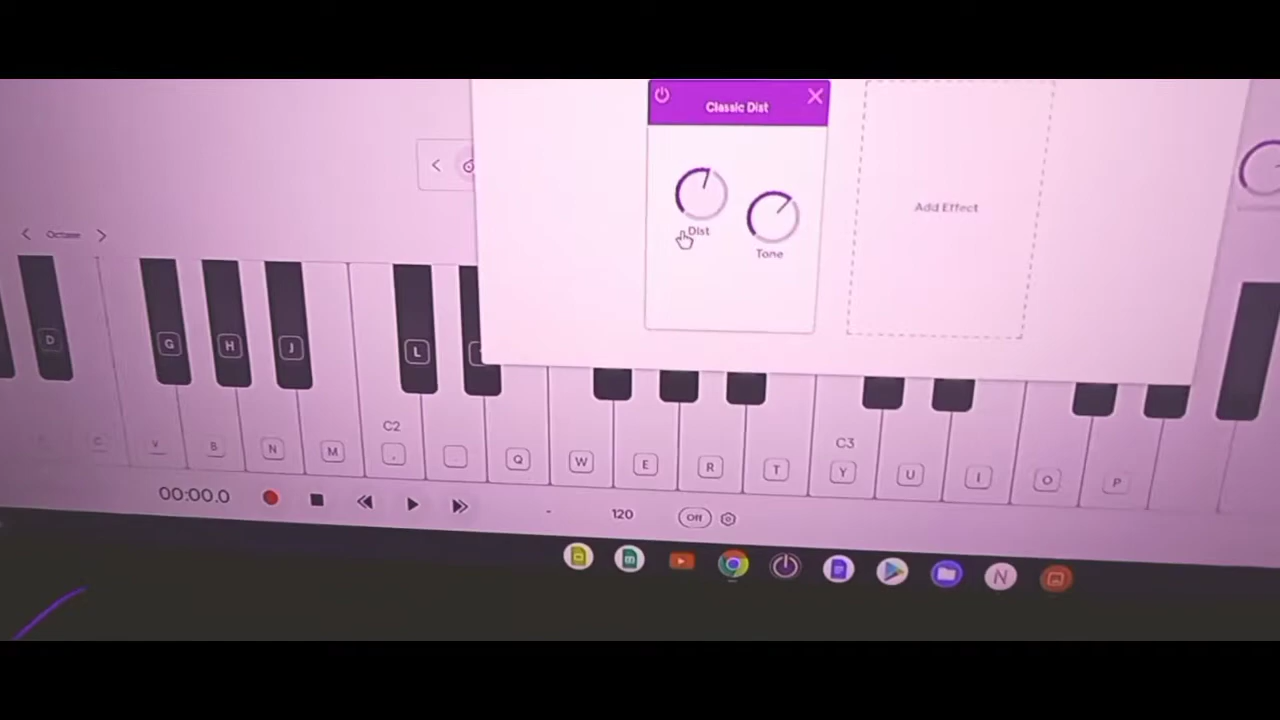 Classic Dist
Dist
Tone
Add Effect
Octave
D
G
H
J
L
C2
C3
C
V
B
N
M
,
Q
W
E
R
T
Y
U
I
O
P
00:00.0
-
120
Off
N